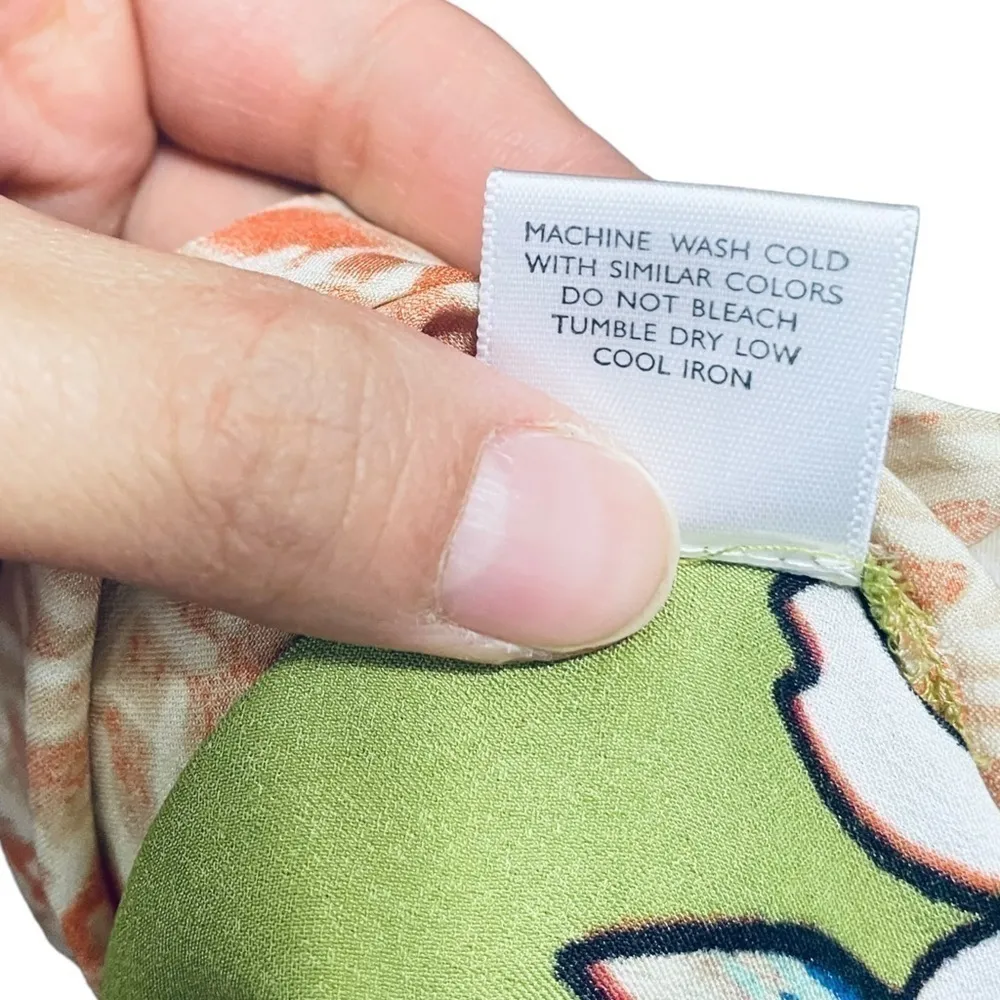 MACHINE WASH COLD
WITH SIMILAR COLORS
DO NOT BLEACH
TUMBLE DRY LOW
COOL IRON